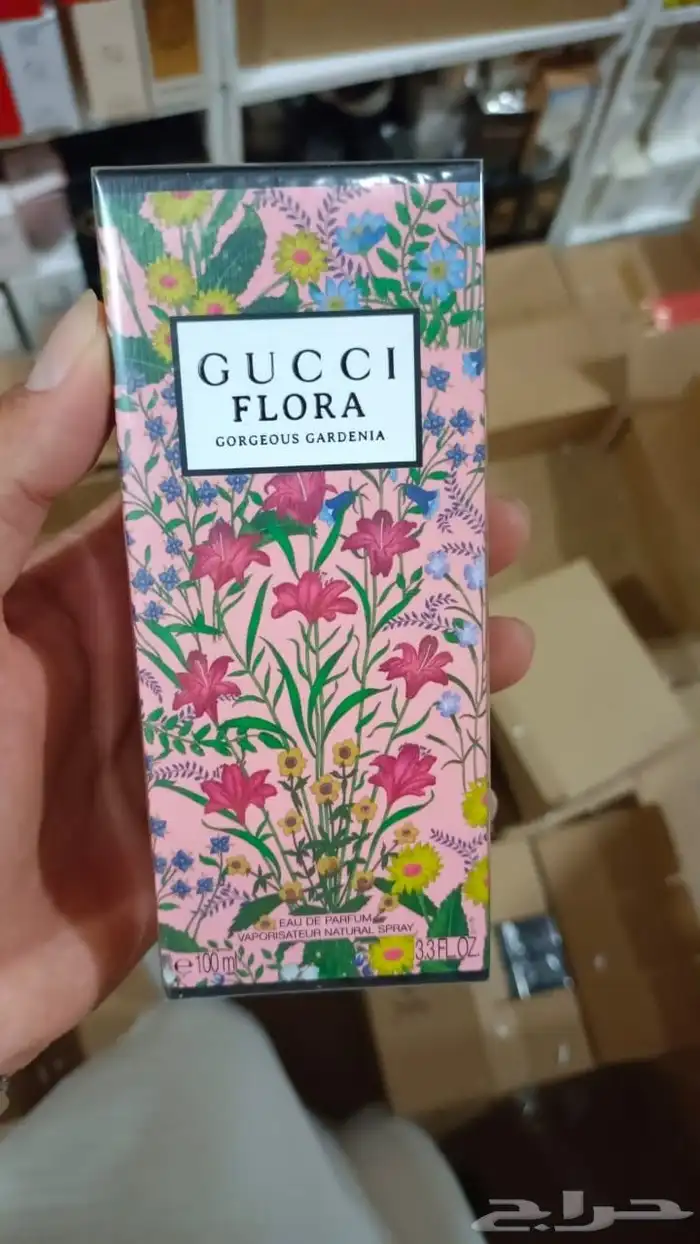 GUCCI
FLORA
GORGEOUS GARDENIA
EAU DE PARFUM
VAPORISATEUR NATURAL SPRAY
℮ 100 ml 3.3 FL.OZ
حراج